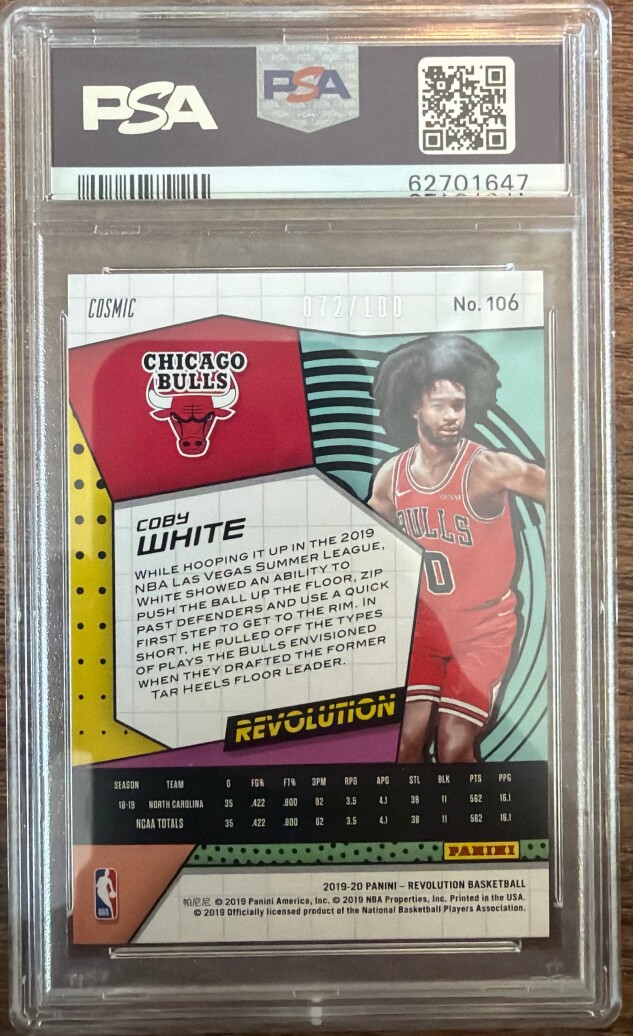 PSA
PSA
62701647
COSMIC
072/100
No. 106
CHICAGO
BULLS
COBY
WHITE
WHILE HOOPING IT UP IN THE 2019
NBA LAS VEGAS SUMMER LEAGUE,
WHITE SHOWED AN ABILITY TO
PUSH THE BALL UP THE FLOOR, ZIP
PAST DEFENDERS AND USE A QUICK
FIRST STEP TO GET TO THE RIM. IN
SHORT, HE PULLED OFF THE TYPES
OF PLAYS THE BULLS ENVISIONED
WHEN THEY DRAFTED THE FORMER
TAR HEELS FLOOR LEADER.
BULLS
0
REVOLUTION
SEASON TEAM G FG% FT% 3PM RPG APG STL BLK PTS PPG
18-19 NORTH CAROLINA 35 .422 .800 82 3.5 4.1 38 11 562 16.1
NCAA TOTALS 35 .422 .800 82 3.5 4.1 38 11 562 16.1
PANINI
2019-20 PANINI – REVOLUTION BASKETBALL
帕尼尼 © 2019 Panini America, Inc. © 2019 NBA Properties, Inc. Printed in the USA.
© 2019 Officially licensed product of the National Basketball Players Association.
NBA